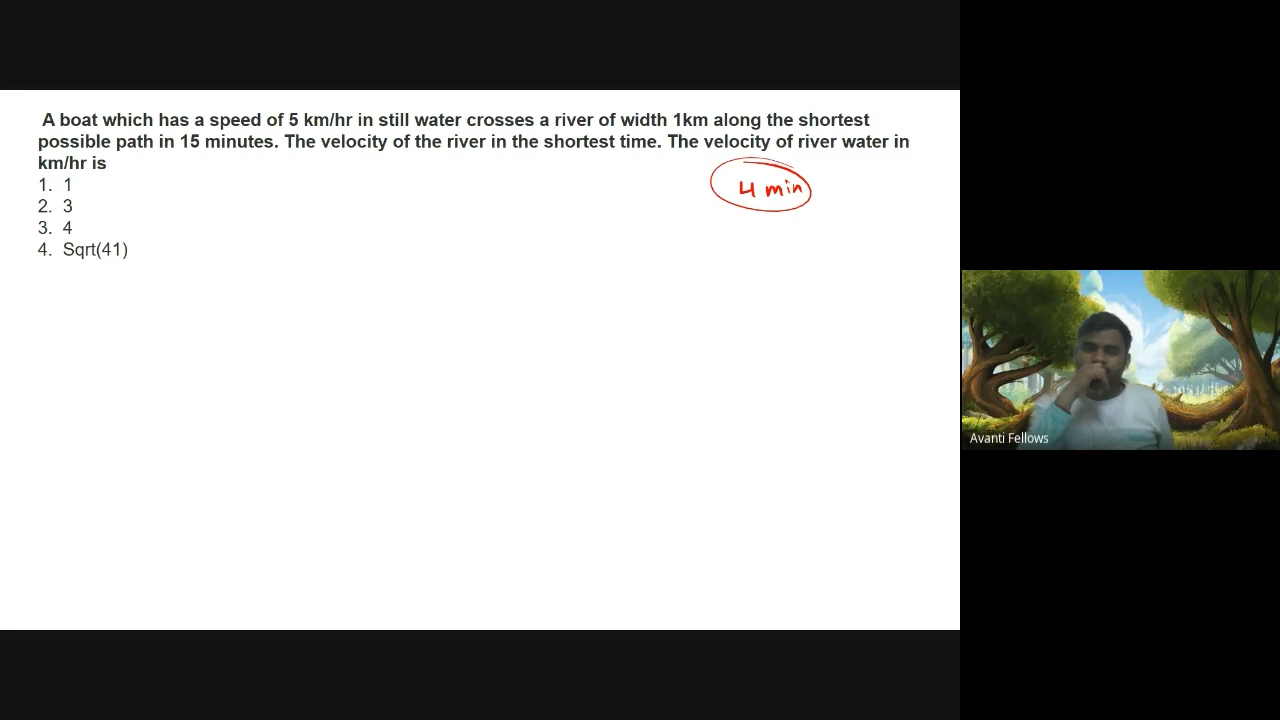 A boat which has a speed of 5 km/hr in still water crosses a river of width 1km along the shortest
possible path in 15 minutes. The velocity of the river in the shortest time. The velocity of river water in
km/hr is
1. 1
4 min
2. 3
3. 4
4. Sqrt(41)
Avanti Fellows